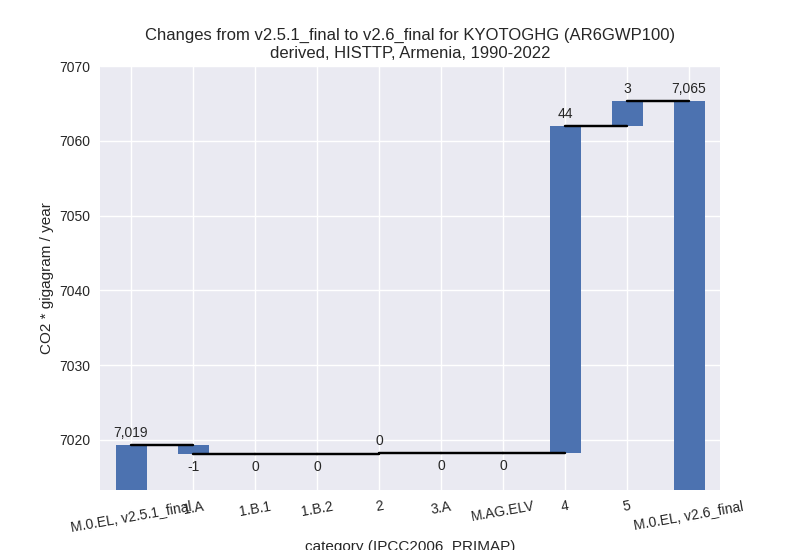 Changes from v2.5.1_final to v2.6_final for KYOTOGHG (AR6GWP100)
derived, HISTTP, Armenia, 1990-2022
CO2 * gigagram / year
7070
7060
7050
7040
7030
7020
7,019
-1
0
0
0
0
0
44
3
7,065
M.0.EL, v2.5.1_final
1.A
1.B.1
1.B.2
2
3.A
M.AG.ELV
4
5
M.0.EL, v2.6_final
category (IPCC2006_PRIMAP)